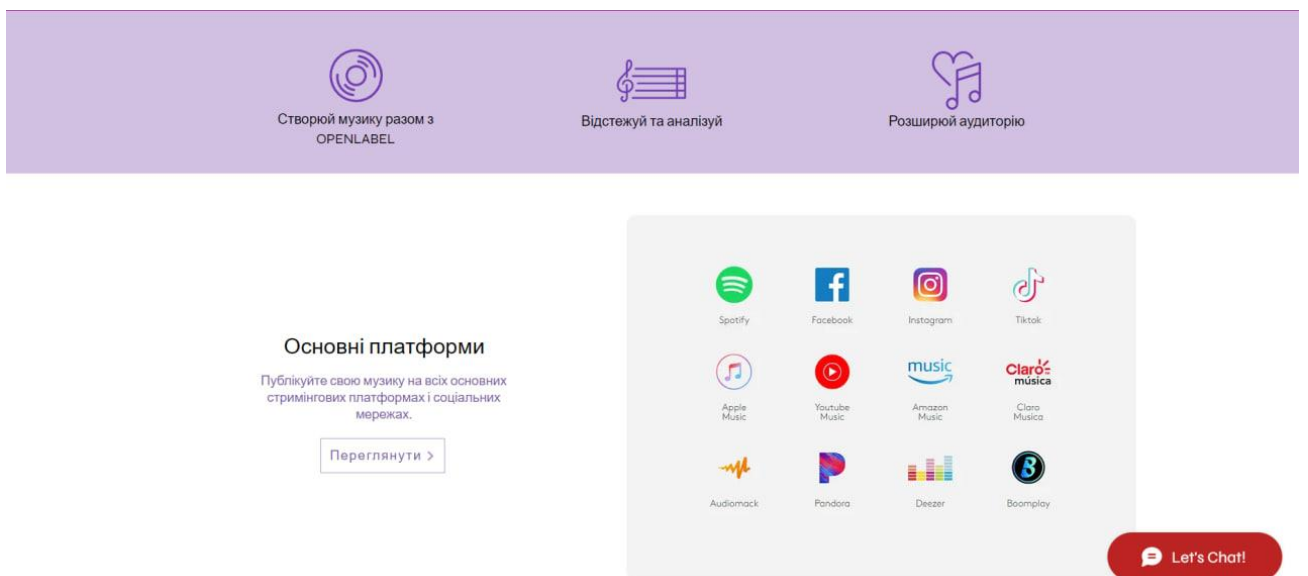 Створюй музику разом з
OPENLABEL
Відстежуй та аналізуй
Розширюй аудиторію
Основні платформи
Публікуйте свою музику на всіх основних
стримінгових платформах і соціальних
мережах.
Переглянути >
Spotify
Facebook
Instagram
Tiktok
music
Claro
música
Apple
Music
Youtube
Music
Amazon
Music
Claro
Musica
Audiomack
Pandora
Deezer
Boomplay
Let's Chat!